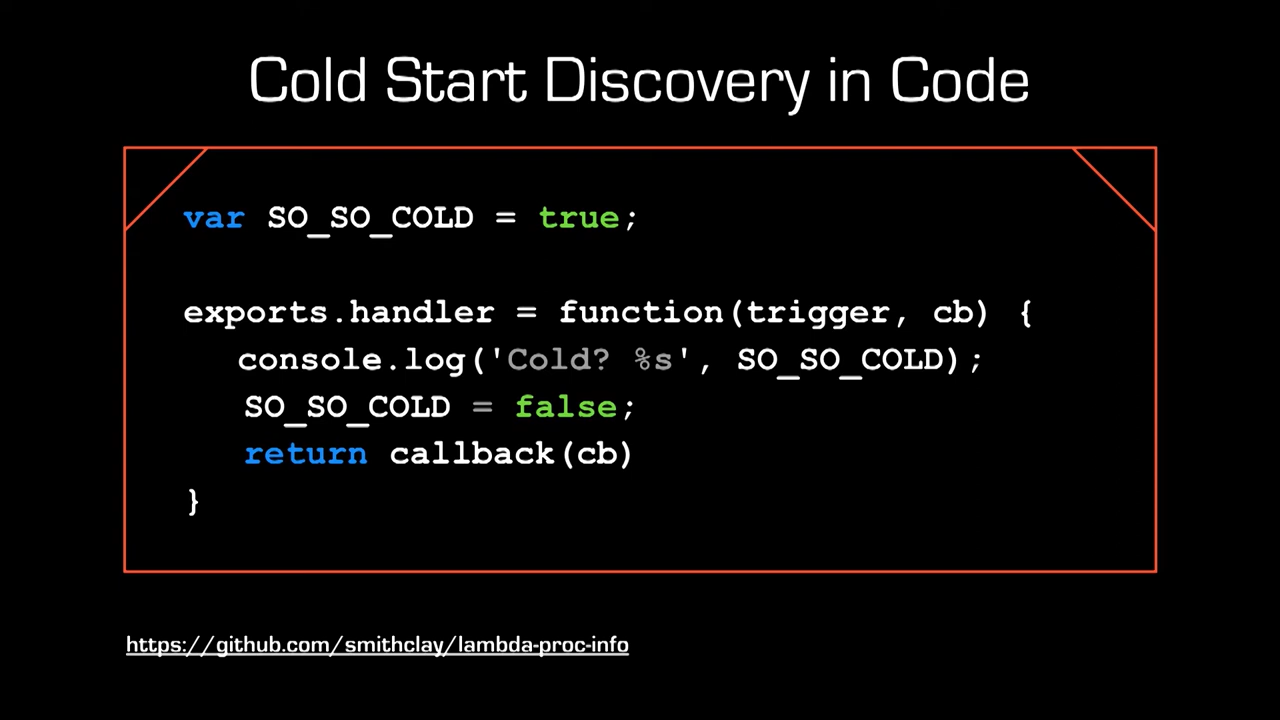 Cold Start Discovery in Code
var SO_SO_COLD = true;
exports.handler = function(trigger, cb) {
console.log('Cold? %s', SO_SO_COLD);
SO_SO_COLD = false;
return callback(cb)
}
https://github.com/smithclay/lambda-proc-info